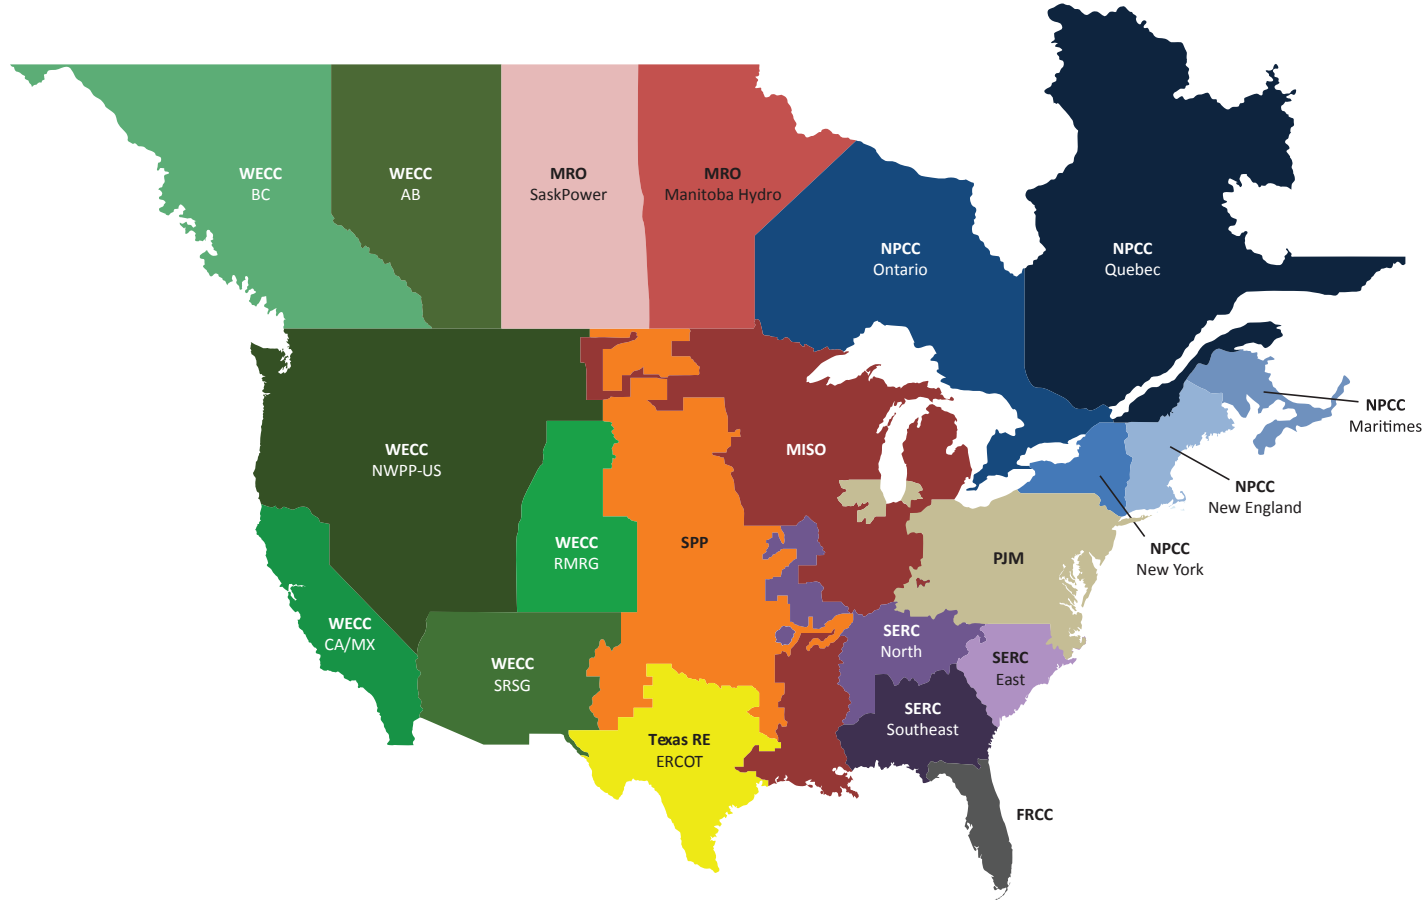 WECC
BC
WECC
AB
MRO
SaskPower
MRO
Manitoba Hydro
NPCC
Ontario
NPCC
Quebec
NPCC
Maritimes
WECC
NWPP-US
MISO
NPCC
New England
WECC
RMRG
SPP
PJM
NPCC
New York
WECC
CA/MX
WECC
SRSG
SERC
North
SERC
East
SERC
Southeast
Texas RE
ERCOT
FRCC